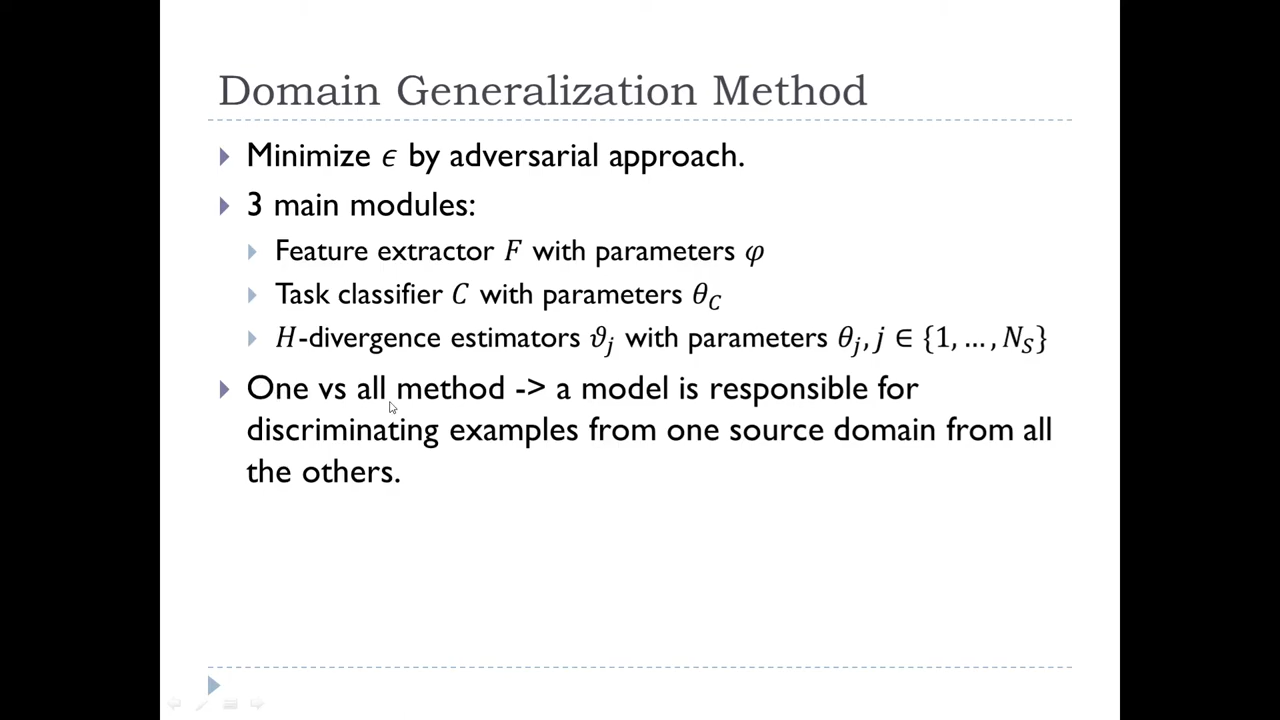 Domain Generalization Method
Minimize ϵ by adversarial approach.
3 main modules:
Feature extractor F with parameters φ
Task classifier C with parameters θ_C
H-divergence estimators ϑ_j with parameters θ_j, j ∈ {1, … , N_S}
One vs all method -> a model is responsible for
discriminating examples from one source domain from all
the others.